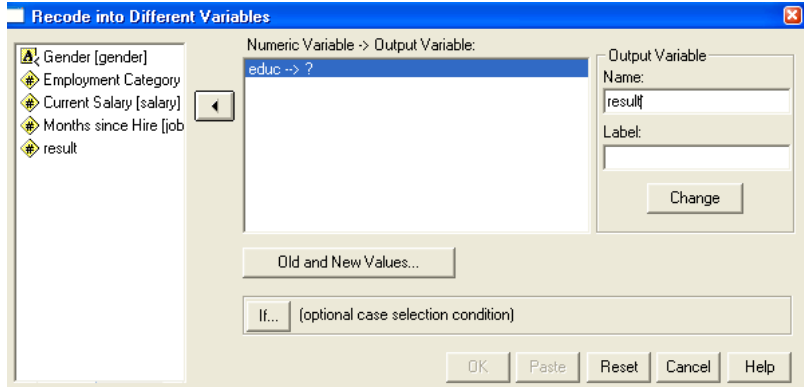 Recode into Different Variables
Gender [gender]
Employment Category
Current Salary [salary]
Months since Hire [job
result
Numeric Variable -> Output Variable:
educ --> ?
Output Variable
Name:
result
Label:
Change
Old and New Values...
If... (optional case selection condition)
OK Paste Reset Cancel Help